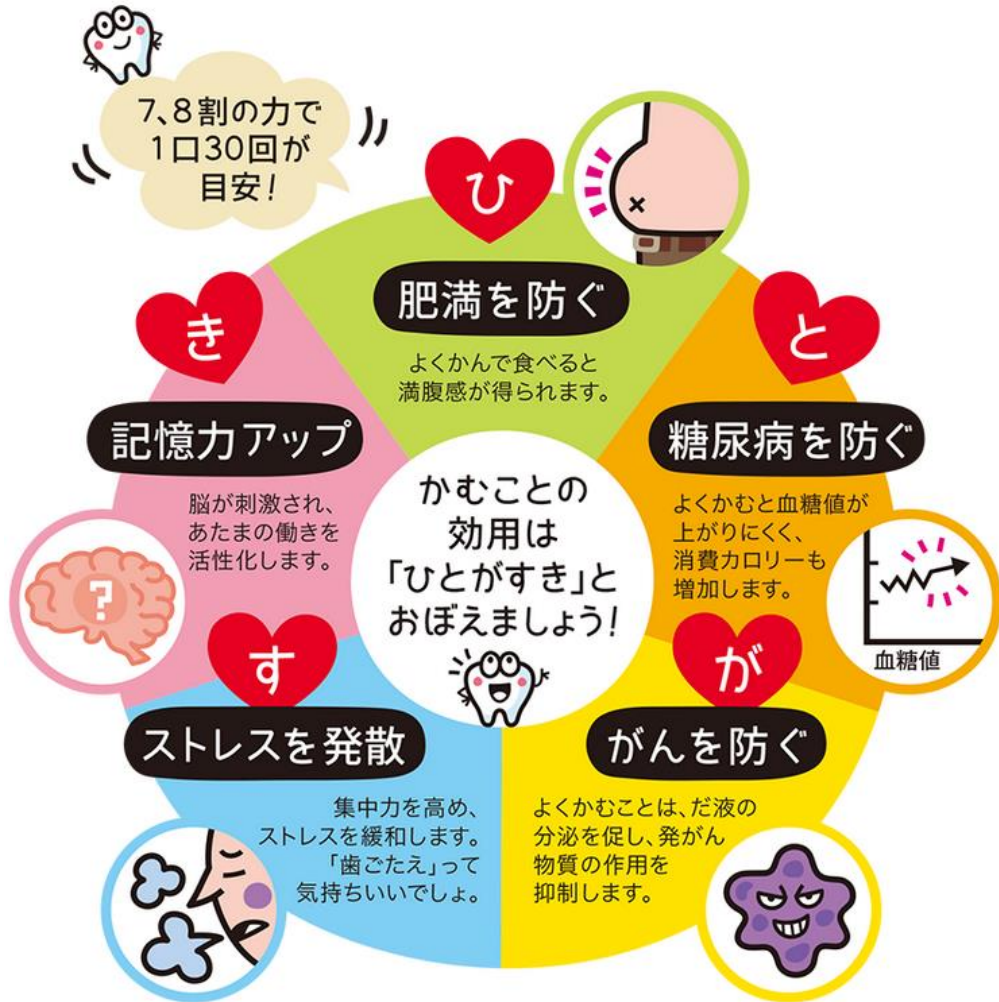 7、8割の力で
1口30回が
目安!
ひ
肥満を防ぐ
よくかんで食べると
満腹感が得られます。
と
糖尿病を防ぐ
よくかむと血糖値が
上がりにくく、
消費カロリーも
増加します。
血糖値
が
がんを防ぐ
よくかむことは、だ液の
分泌を促し、発がん
物質の作用を
抑制します。
す
ストレスを発散
集中力を高め、
ストレスを緩和します。
「歯ごたえ」って
気持ちいいでしょ。
き
記憶力アップ
脳が刺激され、
あたまの働きを
活性化します。
?
かむことの
効用は
「ひとがすき」と
おぼえましょう!